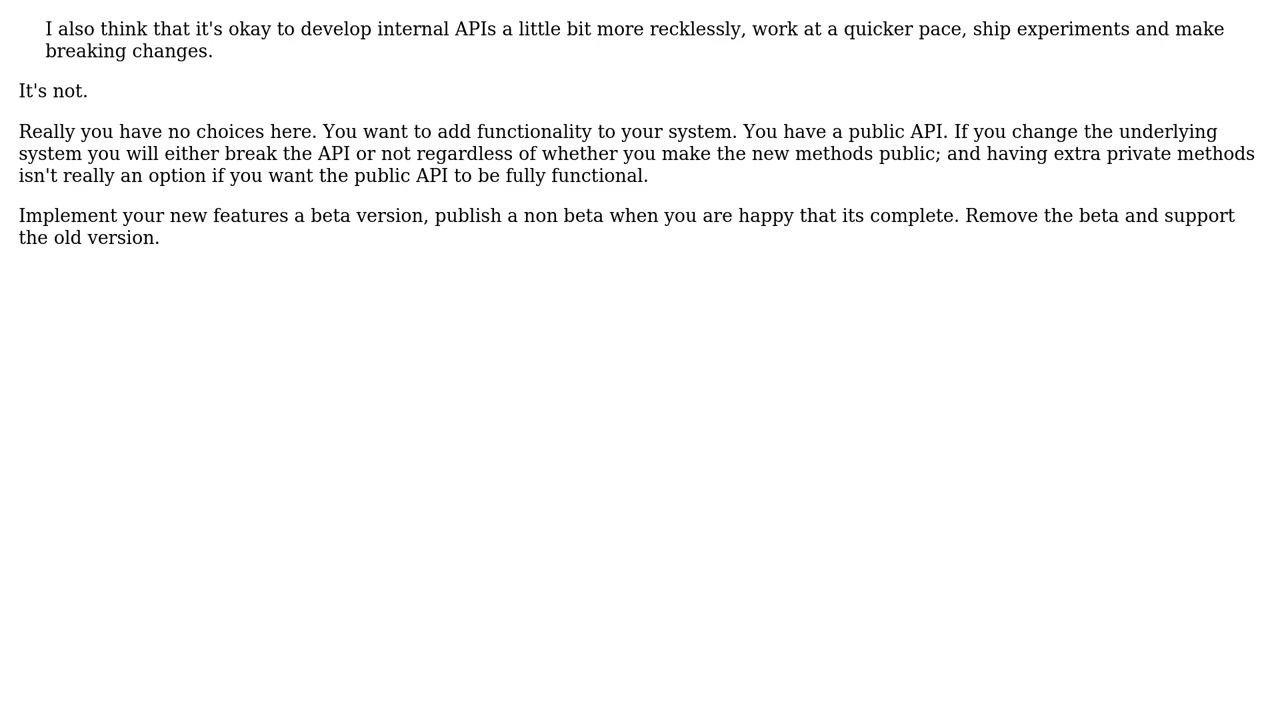 I also think that it's okay to develop internal APIs a little bit more recklessly, work at a quicker pace, ship experiments and make
breaking changes.
It's not.
Really you have no choices here. You want to add functionality to your system. You have a public API. If you change the underlying
system you will either break the API or not regardless of whether you make the new methods public; and having extra private methods
isn't really an option if you want the public API to be fully functional.
Implement your new features a beta version, publish a non beta when you are happy that its complete. Remove the beta and support
the old version.